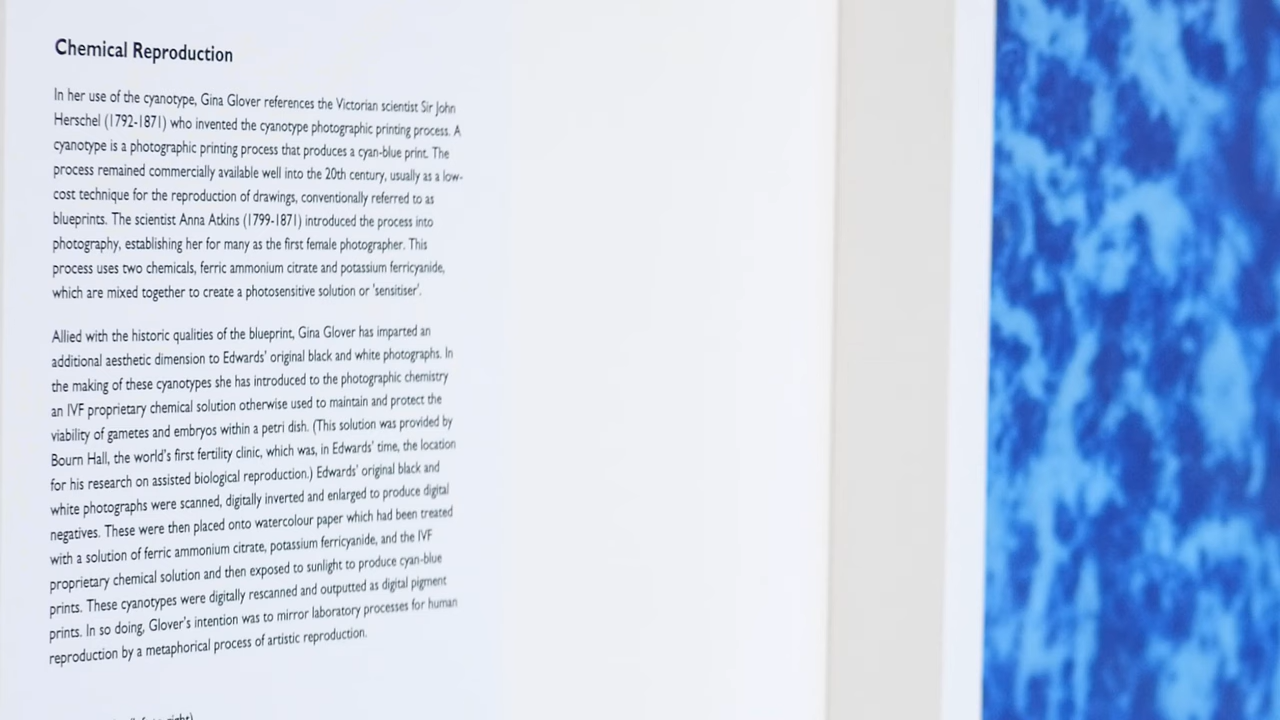 Chemical Reproduction
In her use of the cyanotype, Gina Glover references the Victorian scientist Sir John
Herschel (1792-1871) who invented the cyanotype photographic printing process. A
cyanotype is a photographic printing process that produces a cyan-blue print. The
process remained commercially available well into the 20th century, usually as a low-
cost technique for the reproduction of drawings, conventionally referred to as
blueprints. The scientist Anna Atkins (1799-1871) introduced the process into
photography, establishing her for many as the first female photographer. This
process uses two chemicals, ferric ammonium citrate and potassium ferricyanide,
which are mixed together to create a photosensitive solution or 'sensitiser'.
Allied with the historic qualities of the blueprint, Gina Glover has imparted an
additional aesthetic dimension to Edwards' original black and white photographs. In
the making of these cyanotypes she has introduced to the photographic chemistry
an IVF proprietary chemical solution otherwise used to maintain and protect the
viability of gametes and embryos within a petri dish. (This solution was provided by
Bourn Hall, the world's first fertility clinic, which was, in Edwards' time, the location
for his research on assisted biological reproduction.) Edwards' original black and
white photographs were scanned, digitally inverted and enlarged to produce digital
negatives. These were then placed onto watercolour paper which had been treated
with a solution of ferric ammonium citrate, potassium ferricyanide, and the IVF
proprietary chemical solution and then exposed to sunlight to produce cyan-blue
prints. These cyanotypes were digitally rescanned and outputted as digital pigment
prints. In so doing, Glover's intention was to mirror laboratory processes for human
reproduction by a metaphorical process of artistic reproduction.